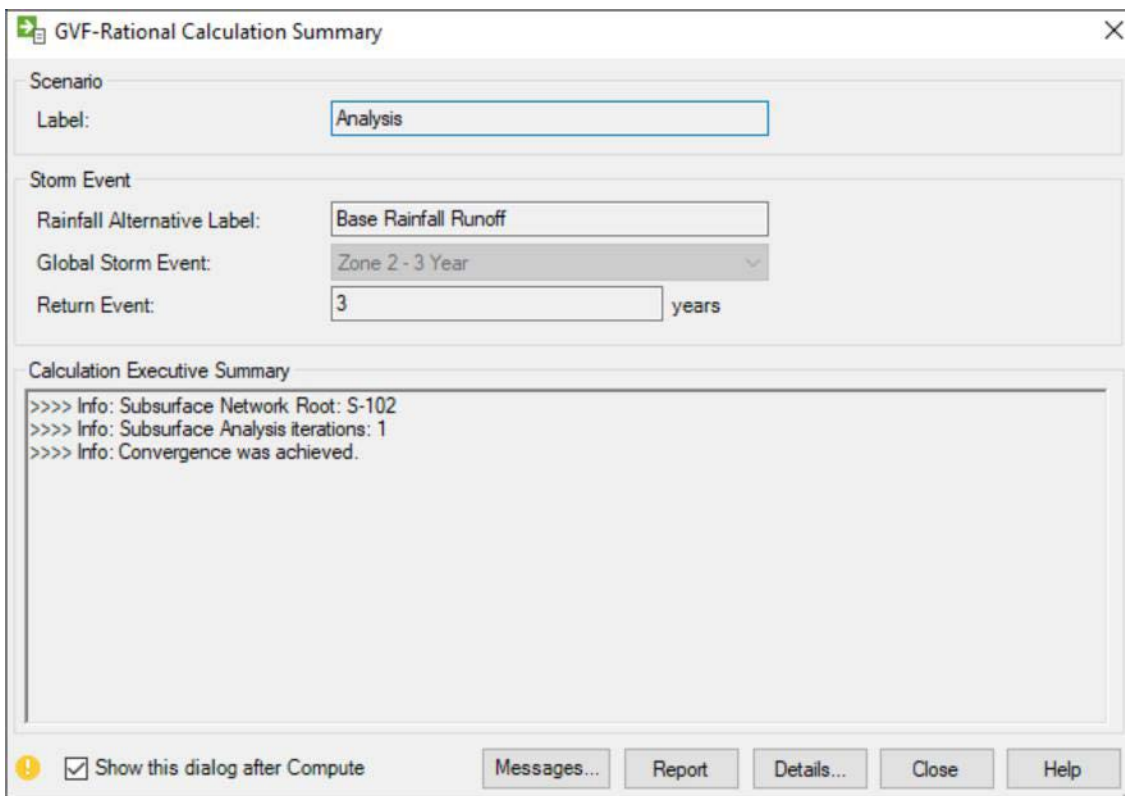 GVF-Rational Calculation Summary
Scenario
Label:
Analysis
Storm Event
Rainfall Alternative Label:
Base Rainfall Runoff
Global Storm Event:
Zone 2 - 3 Year
Return Event:
3
years
Calculation Executive Summary
>>>> Info: Subsurface Network Root: S-102
>>>> Info: Subsurface Analysis iterations: 1
>>>> Info: Convergence was achieved.
Show this dialog after Compute
Messages...
Report
Details...
Close
Help